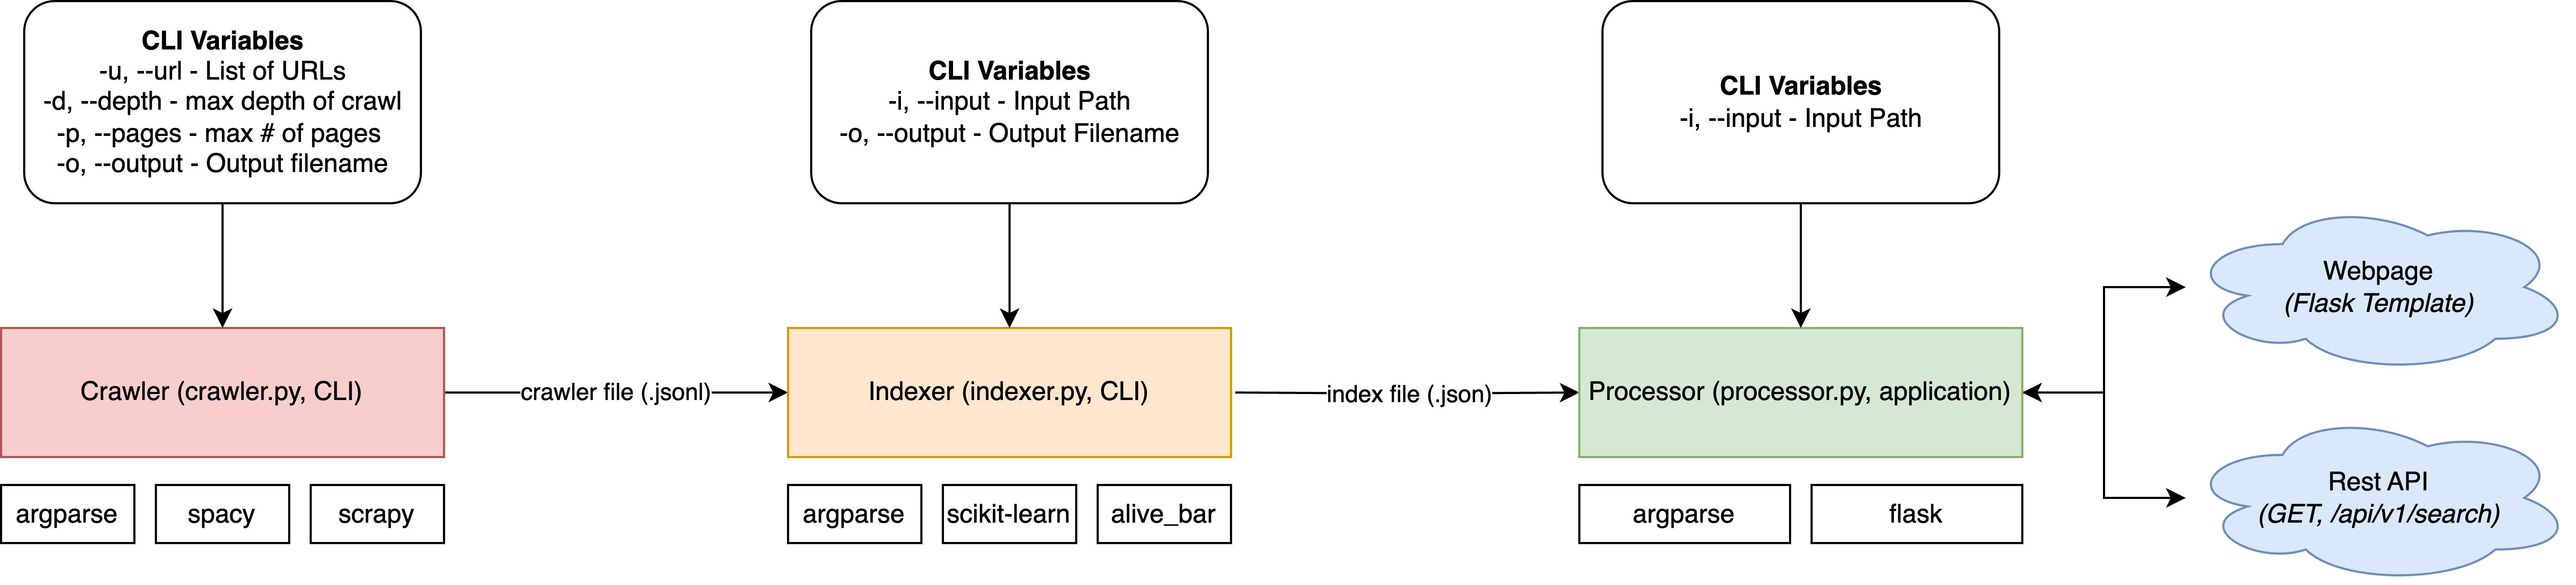 CLI Variables
-u, --url - List of URLs
-d, --depth - max depth of crawl
-p, --pages - max # of pages
-o, --output - Output filename
CLI Variables
-i, --input - Input Path
-o, --output - Output Filename
CLI Variables
-i, --input - Input Path
Crawler (crawler.py, CLI)
crawler file (.jsonl)
Indexer (indexer.py, CLI)
index file (.json)
Processor (processor.py, application)
Webpage
(Flask Template)
Rest API
(GET, /api/v1/search)
argparse
spacy
scrapy
argparse
scikit-learn
alive_bar
argparse
flask